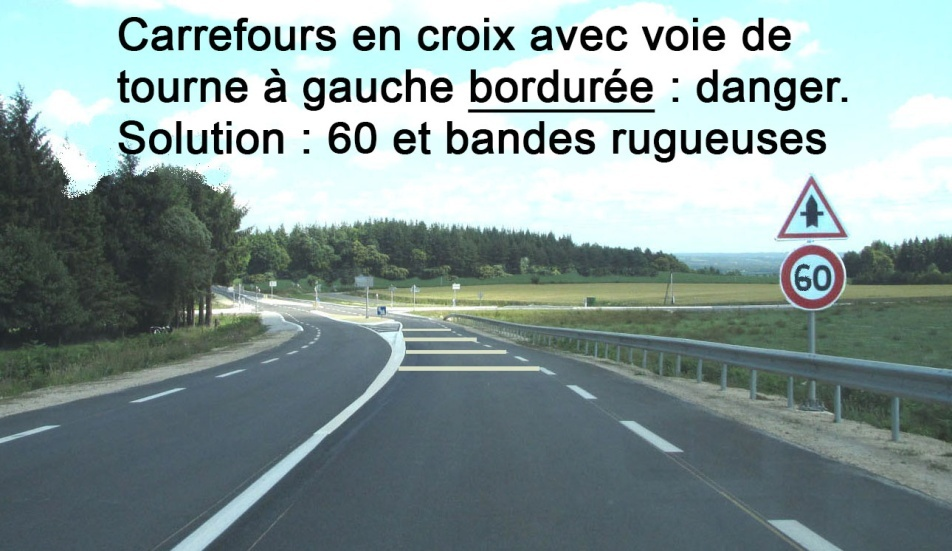 Carrefours en croix avec voie de
tourne à gauche bordurée : danger.
Solution : 60 et bandes rugueuses
60